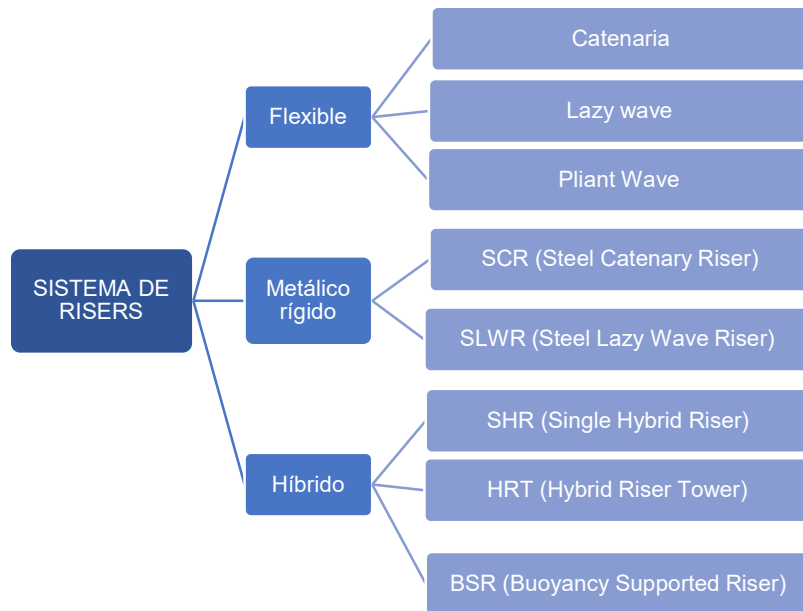 SISTEMA DE
RISERS
Flexible
Catenaria
Lazy wave
Pliant Wave
Metálico
rígido
SCR (Steel Catenary Riser)
SLWR (Steel Lazy Wave Riser)
Híbrido
SHR (Single Hybrid Riser)
HRT (Hybrid Riser Tower)
BSR (Buoyancy Supported Riser)